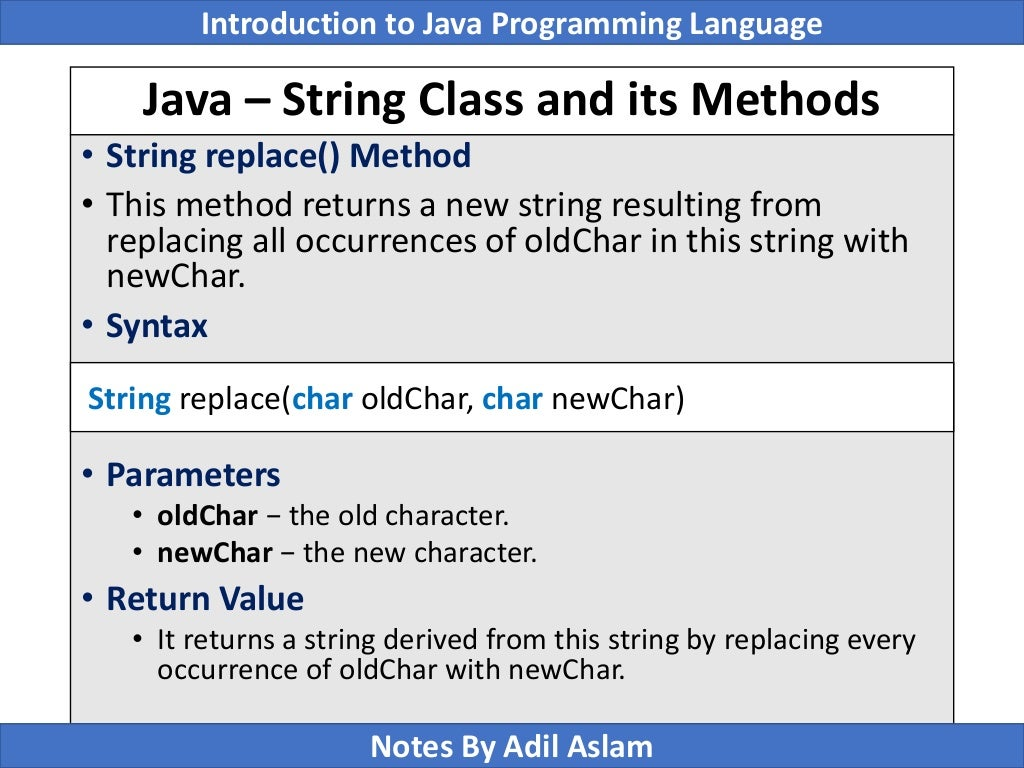 Introduction to Java Programming Language
Java – String Class and its Methods
• String replace() Method
• This method returns a new string resulting from
replacing all occurrences of oldChar in this string with
newChar.
• Syntax
String replace(char oldChar, char newChar)
• Parameters
• oldChar − the old character.
• newChar − the new character.
• Return Value
• It returns a string derived from this string by replacing every
occurrence of oldChar with newChar.
Notes By Adil Aslam